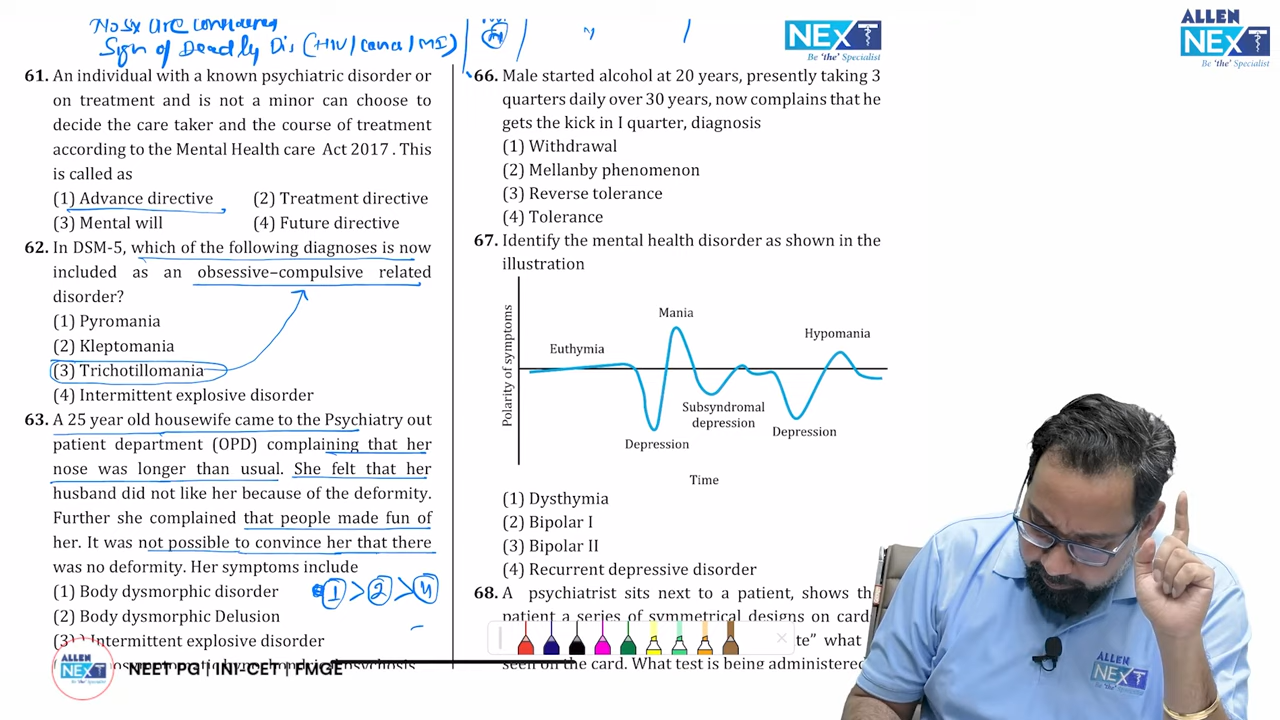 Nose are considered
Sign of Deadly Dis (HIV/cancer/MI)
NEXT
Be 'the' Specialist
ALLEN
NEXT
Be 'the' Specialist
61. An individual with a known psychiatric disorder or
on treatment and is not a minor can choose to
decide the care taker and the course of treatment
according to the Mental Health care Act 2017 . This
is called as
(1) Advance directive (2) Treatment directive
(3) Mental will (4) Future directive
62. In DSM-5, which of the following diagnoses is now
included as an obsessive–compulsive related
disorder?
(1) Pyromania
(2) Kleptomania
(3) Trichotillomania
(4) Intermittent explosive disorder
63. A 25 year old housewife came to the Psychiatry out
patient department (OPD) complaining that her
nose was longer than usual. She felt that her
husband did not like her because of the deformity.
Further she complained that people made fun of
her. It was not possible to convince her that there
was no deformity. Her symptoms include
(1) Body dysmorphic disorder
1 > 2 > 4
(2) Body dysmorphic Delusion
(3) Intermittent explosive disorder
66. Male started alcohol at 20 years, presently taking 3
quarters daily over 30 years, now complains that he
gets the kick in I quarter, diagnosis
(1) Withdrawal
(2) Mellanby phenomenon
(3) Reverse tolerance
(4) Tolerance
67. Identify the mental health disorder as shown in the
illustration
Polarity of symptoms
Euthymia
Mania
Hypomania
Subsyndromal
depression
Depression
Depression
Time
(1) Dysthymia
(2) Bipolar I
(3) Bipolar II
(4) Recurrent depressive disorder
68. A psychiatrist sits next to a patient, shows th
patient a series of symmetrical designs on card
te" what
seen on the card. What test is being administered
ALLEN
NEXT
Be 'the' Specialist
NEET PG | INI-CET | FMGE
ALLEN
NEXT
Be 'the' Specialist